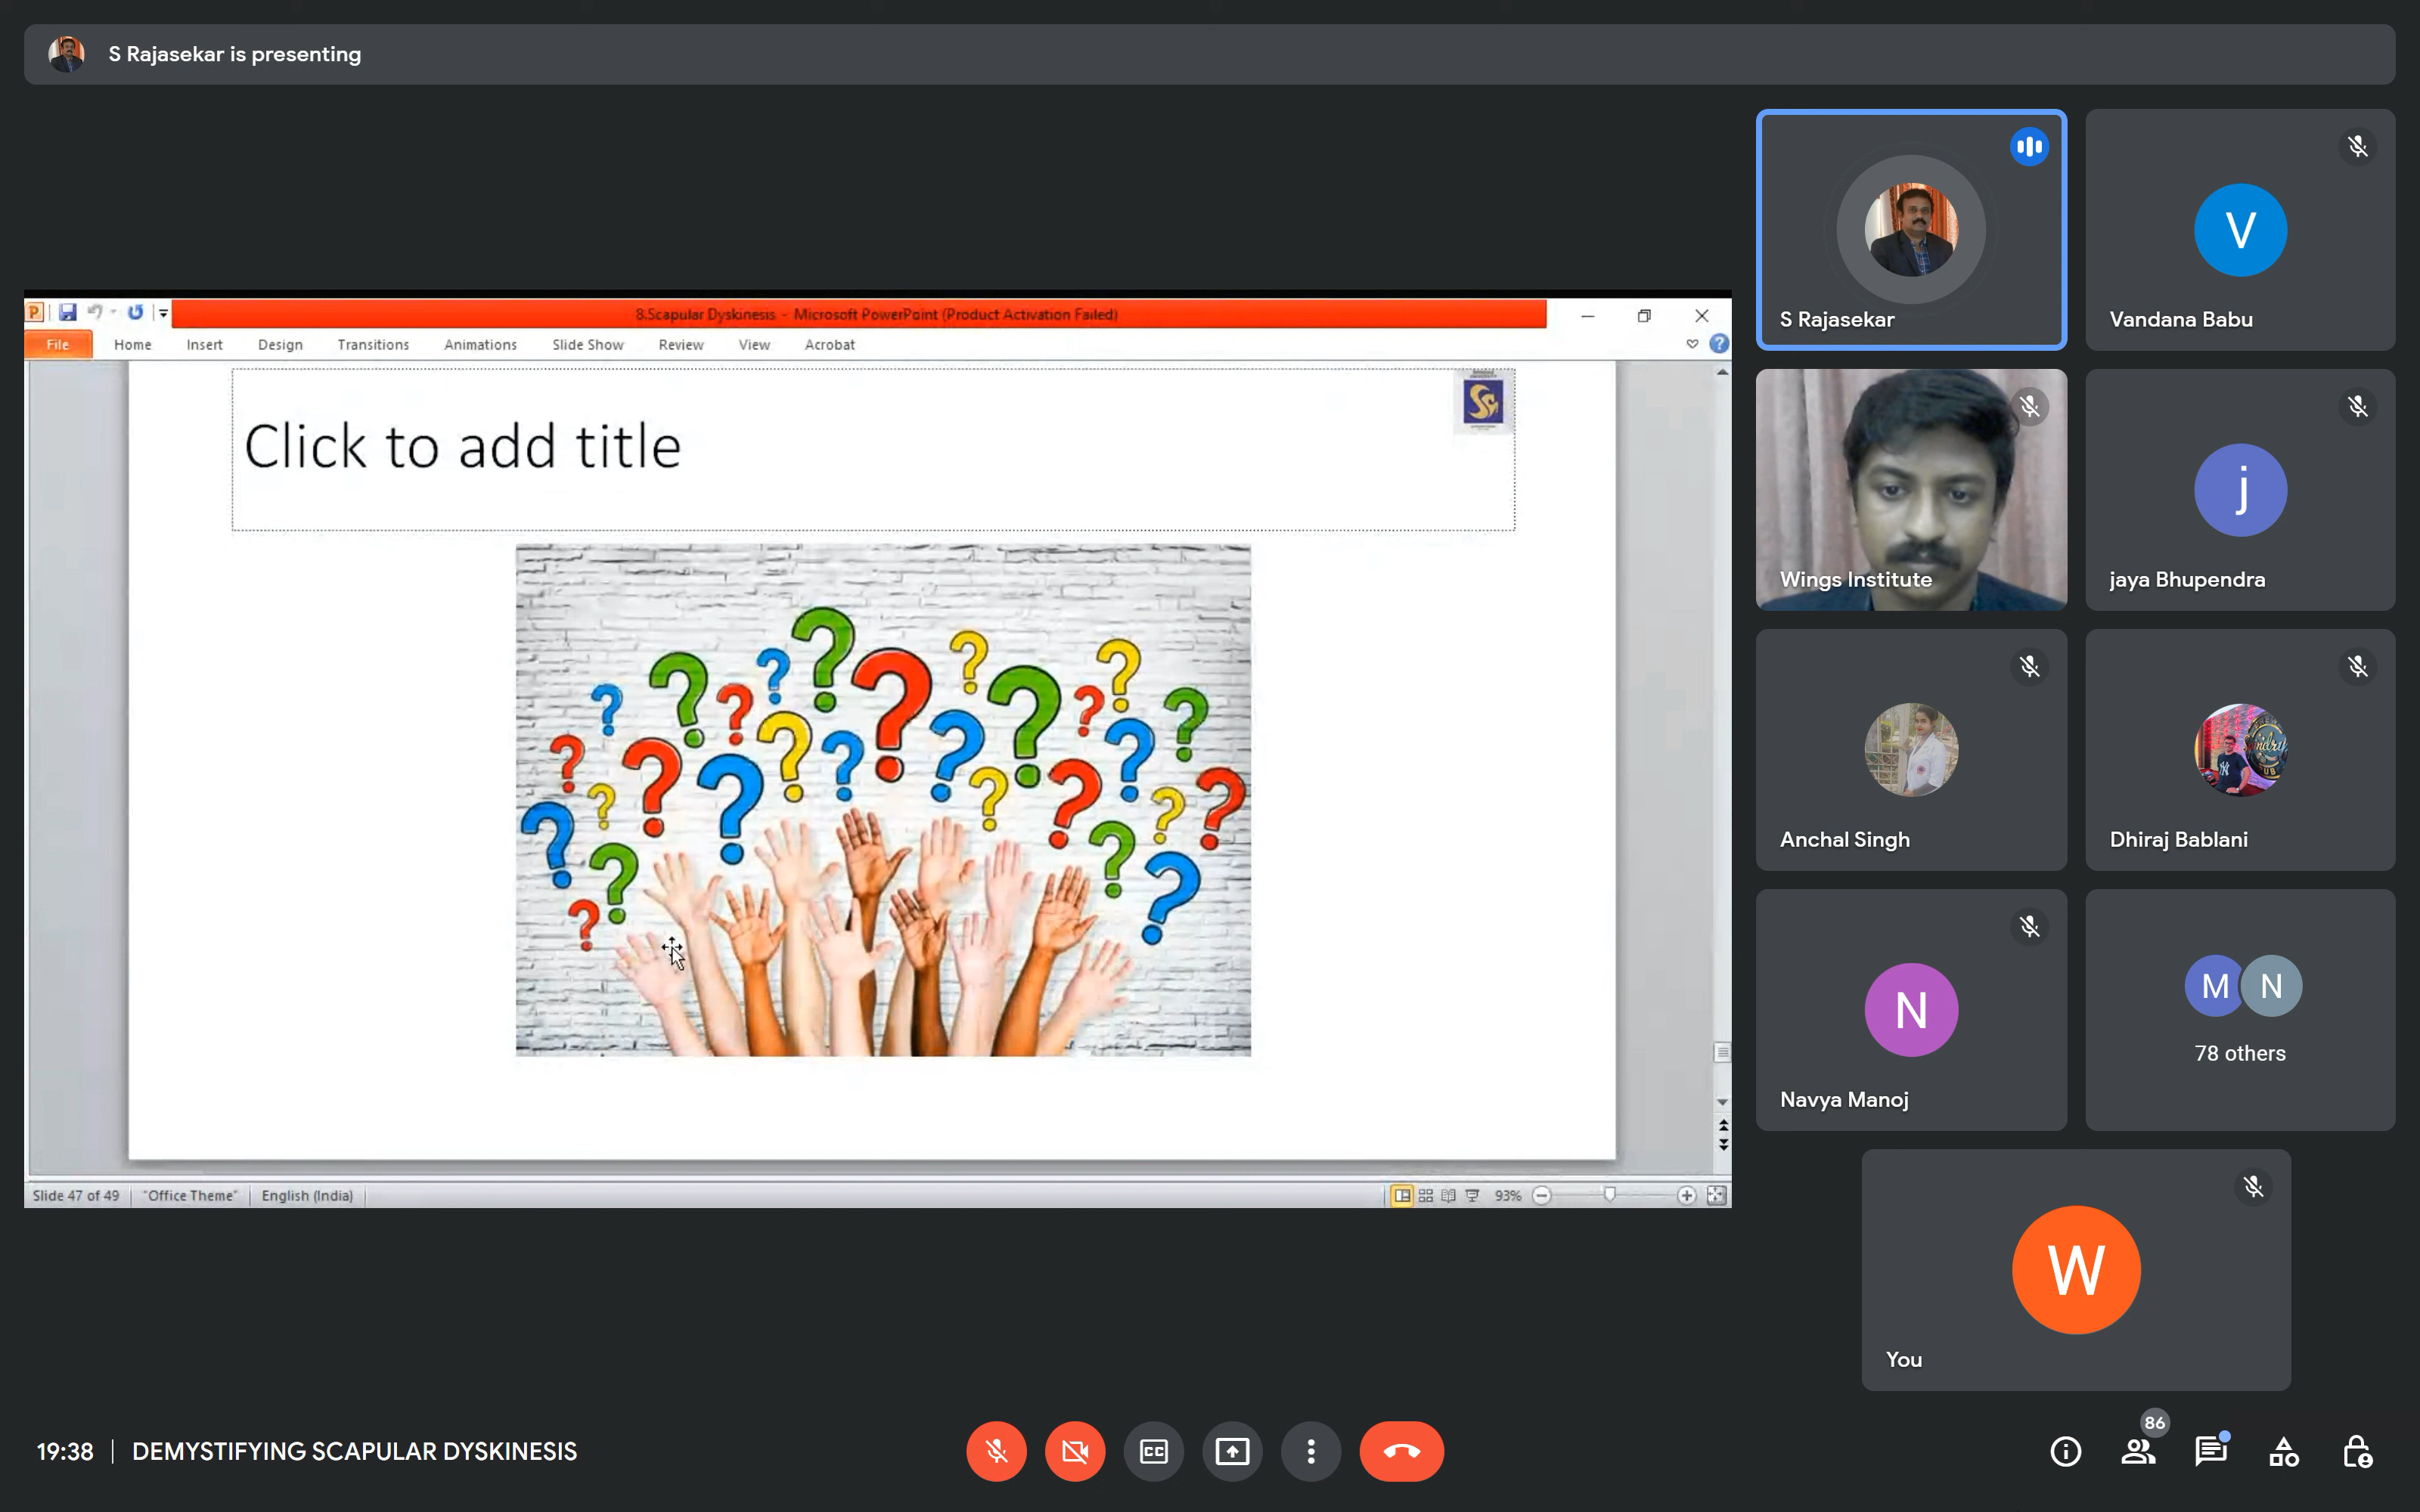 S Rajasekar is presenting
8.Scapular Dyskinesis - Microsoft PowerPoint (Product Activation Failed)
File Home Insert Design Transitions Animations Slide Show Review View Acrobat
Click to add title
Slide 47 of 49 "Office Theme" English (India) 93%
S Rajasekar
V
Vandana Babu
Wings Institute
j
jaya Bhupendra
Anchal Singh
Dhiraj Bablani
N
Navya Manoj
M N
78 others
W
You
19:38 DEMYSTIFYING SCAPULAR DYSKINESIS
CC
86